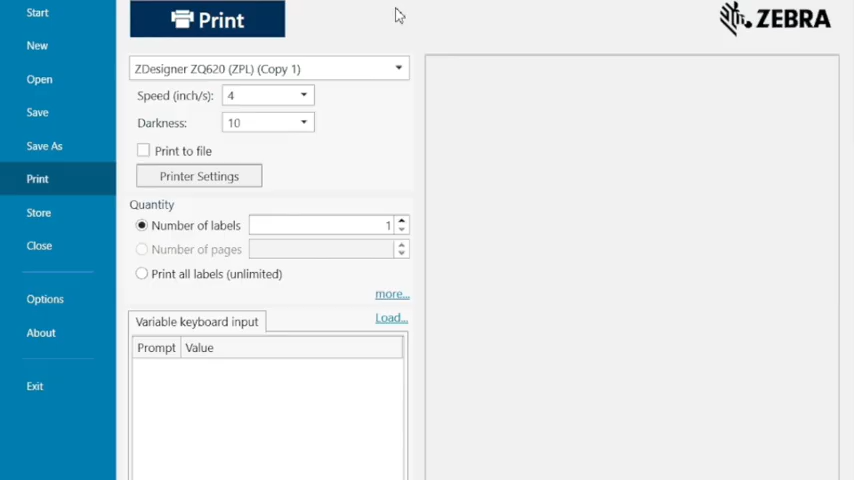 Start
New
Open
Save
Save As
Print
Store
Close
Options
About
Exit
Print
ZEBRA
ZDesigner ZQ620 (ZPL) (Copy 1)
Speed (inch/s): 4
Darkness: 10
Print to file
Printer Settings
Quantity
Number of labels 1
Number of pages
Print all labels (unlimited)
more...
Variable keyboard input Load...
Prompt Value